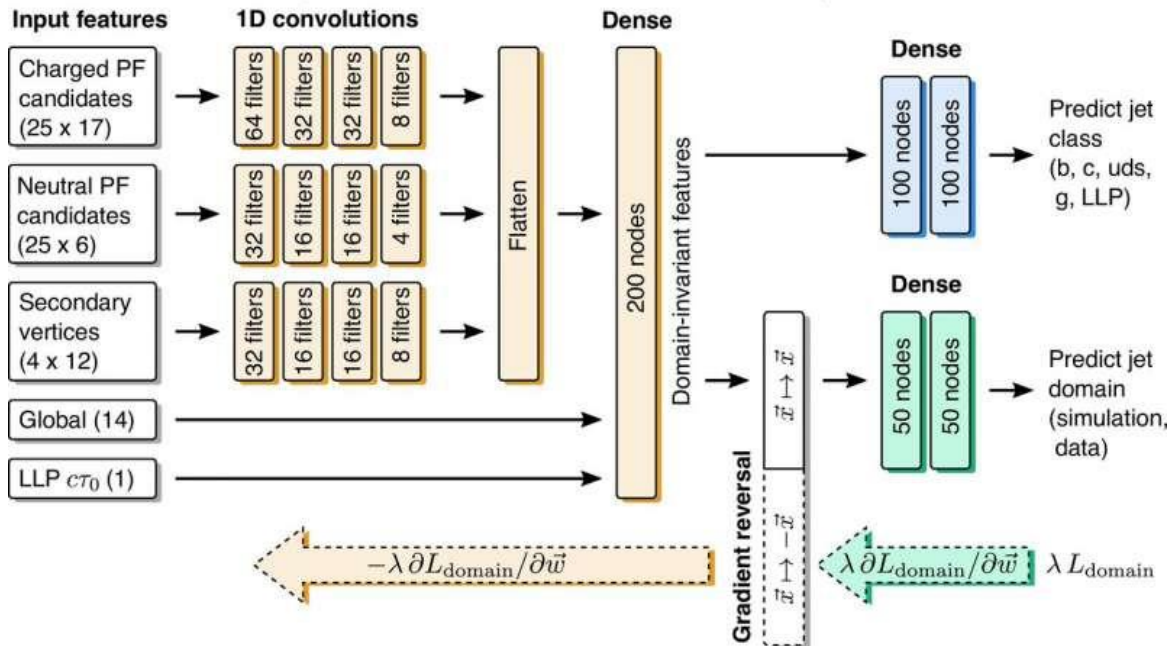 Input features
1D convolutions
Dense
Charged PF
candidates
(25 x 17)
64 filters
32 filters
32 filters
8 filters
Neutral PF
candidates
(25 x 6)
32 filters
16 filters
16 filters
4 filters
Secondary
vertices
(4 x 12)
32 filters
16 filters
16 filters
8 filters
Flatten
Global (14)
LLP cτ₀ (1)
200 nodes
Domain-invariant features
Dense
100 nodes
100 nodes
Predict jet
class
(b, c, uds,
g, LLP)
Gradient reversal
x⃗ → x⃗
x⃗ → − x⃗
Dense
50 nodes
50 nodes
Predict jet
domain
(simulation,
data)
−λ ∂L_domain/∂w⃗
λ ∂L_domain/∂w⃗
λ L_domain